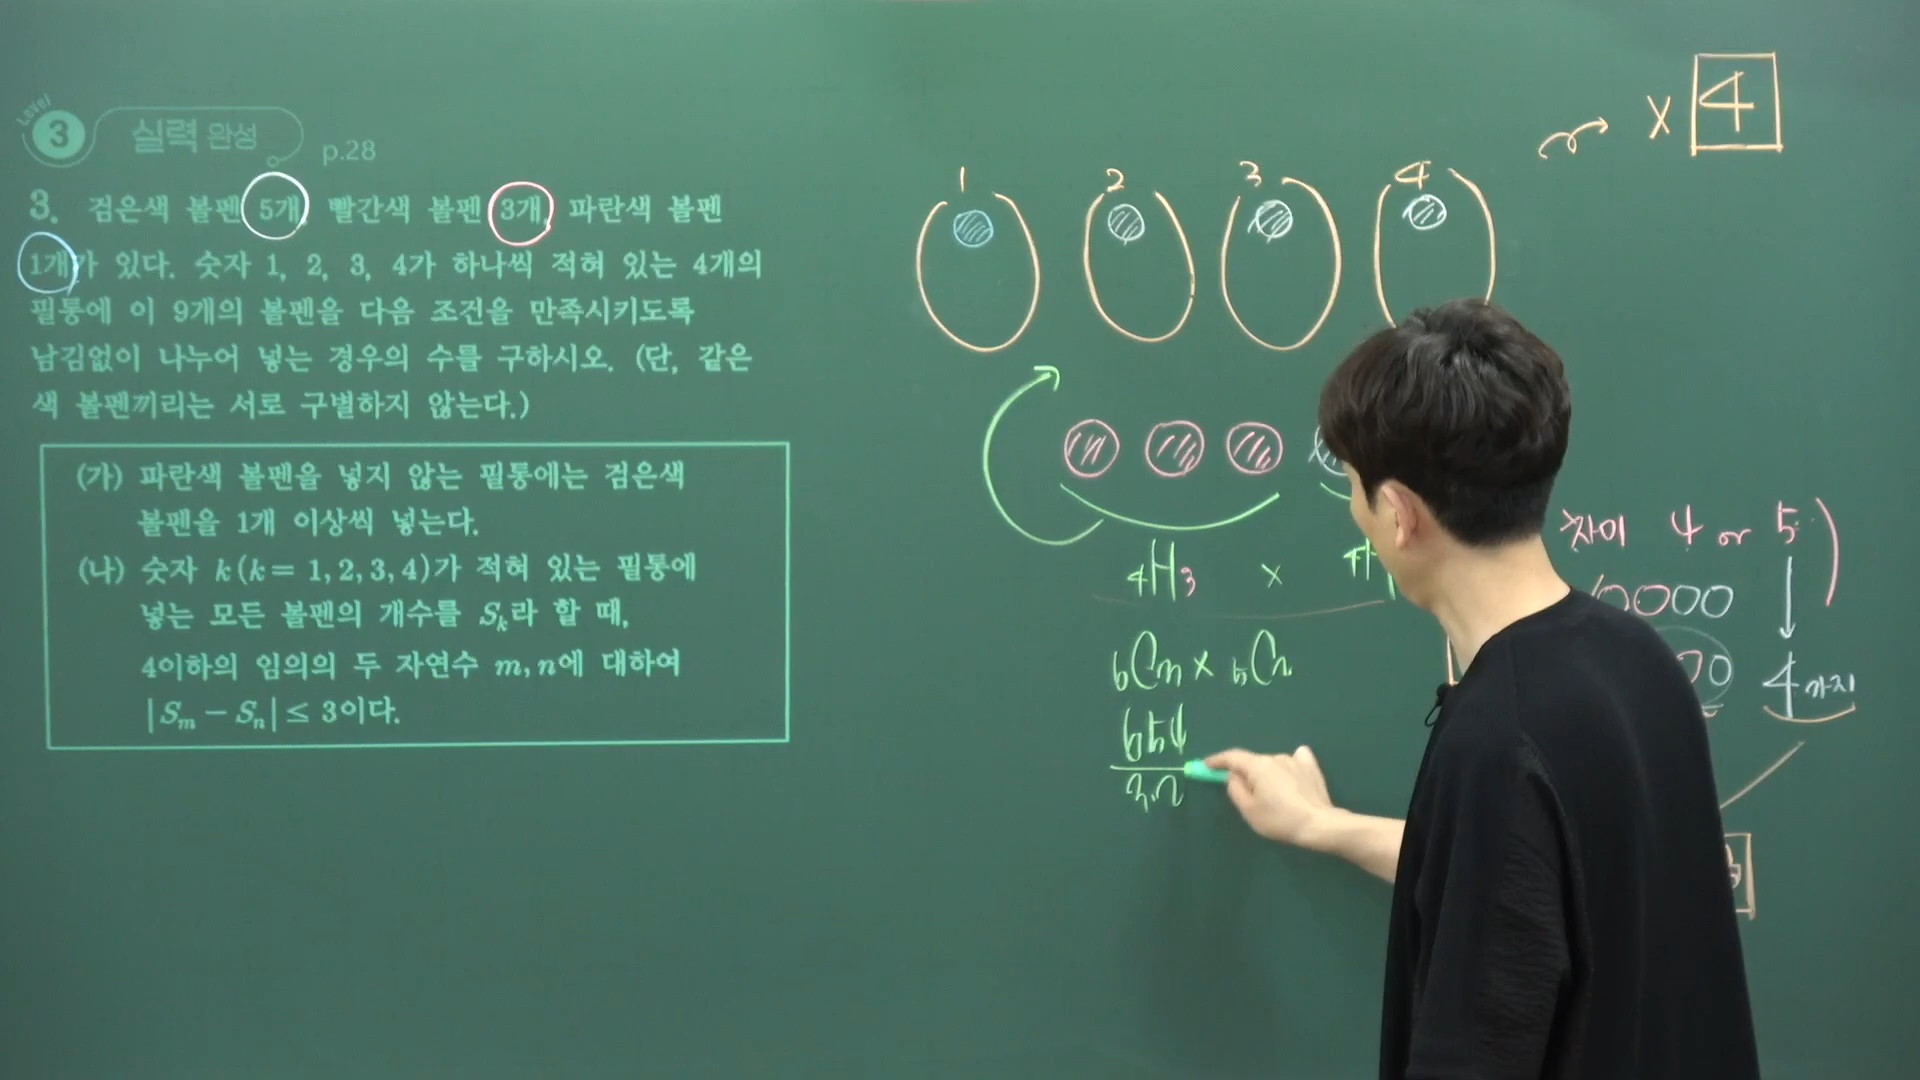 Level
3 실력 완성
p.28
3. 검은색 볼펜 5개, 빨간색 볼펜 3개, 파란색 볼펜
1개가 있다. 숫자 1, 2, 3, 4가 하나씩 적혀 있는 4개의
필통에 이 9개의 볼펜을 다음 조건을 만족시키도록
남김없이 나누어 넣는 경우의 수를 구하시오. (단, 같은
색 볼펜끼리는 서로 구별하지 않는다.)
(가) 파란색 볼펜을 넣지 않는 필통에는 검은색
볼펜을 1개 이상씩 넣는다.
(나) 숫자 k(k= 1, 2, 3, 4)가 적혀 있는 필통에
넣는 모든 볼펜의 개수를 Sₖ라 할 때,
4이하의 임의의 두 자연수 m, n에 대하여
|Sₘ − Sₙ| ≤ 3이다.
× 4
1 2 3 4
₄H₃ ×
차이 4 or 5
4가지